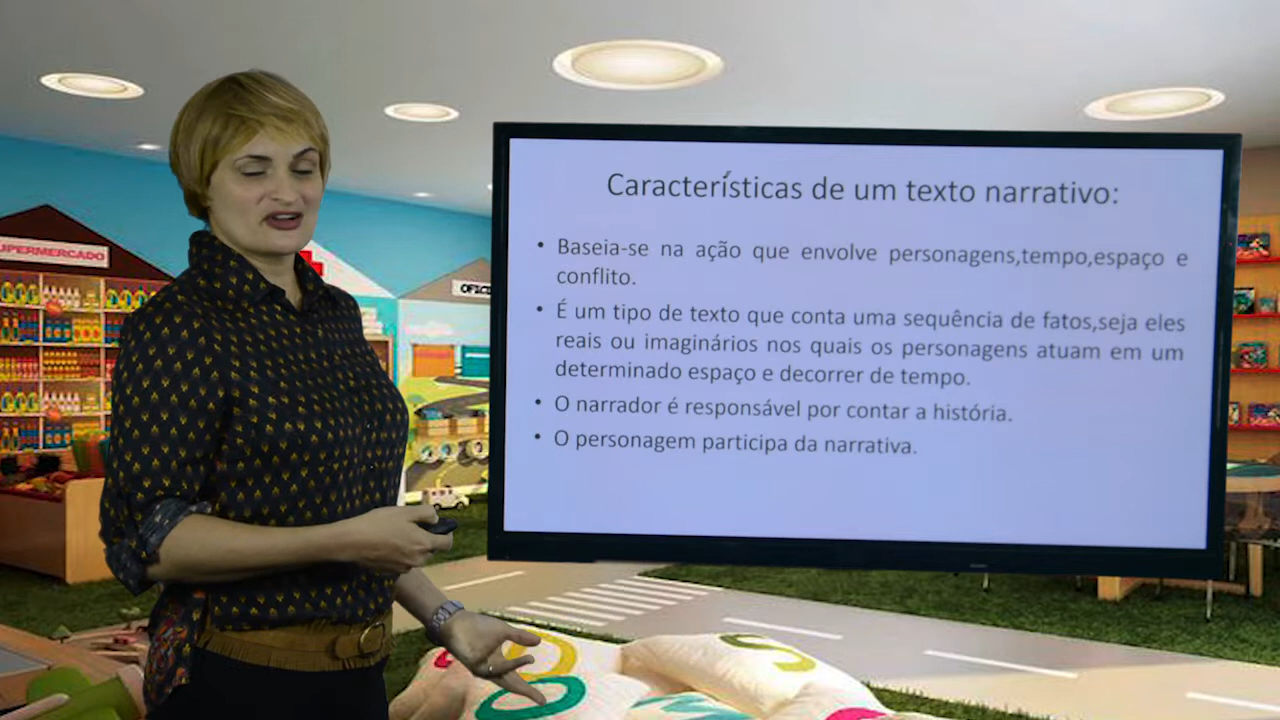 Características de um texto narrativo:
• Baseia-se na ação que envolve personagens,tempo,espaço e
conflito.
• É um tipo de texto que conta uma sequência de fatos,seja eles
reais ou imaginários nos quais os personagens atuam em um
determinado espaço e decorrer de tempo.
• O narrador é responsável por contar a história.
• O personagem participa da narrativa.
UPERMERCADO
OFICI